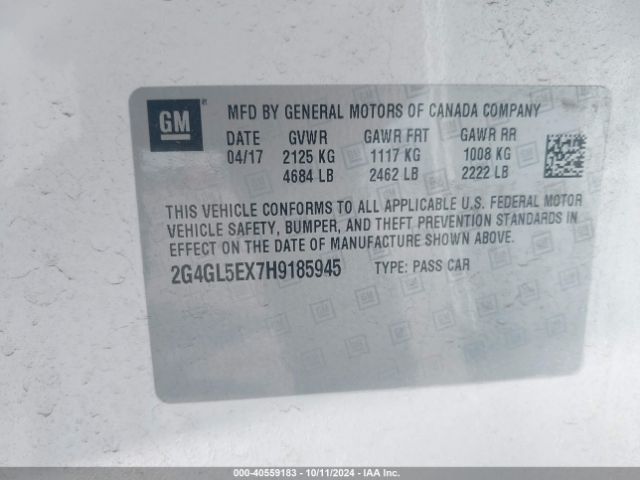 GM
MFD BY GENERAL MOTORS OF CANADA COMPANY
DATE GVWR GAWR FRT GAWR RR
04/17 2125 KG 1117 KG 1008 KG
4684 LB 2462 LB 2222 LB
THIS VEHICLE CONFORMS TO ALL APPLICABLE U.S. FEDERAL MOTOR
VEHICLE SAFETY, BUMPER, AND THEFT PREVENTION STANDARDS IN
EFFECT ON THE DATE OF MANUFACTURE SHOWN ABOVE.
2G4GL5EX7H9185945 TYPE: PASS CAR
000-40559183 - 10/11/2024 - IAA Inc.